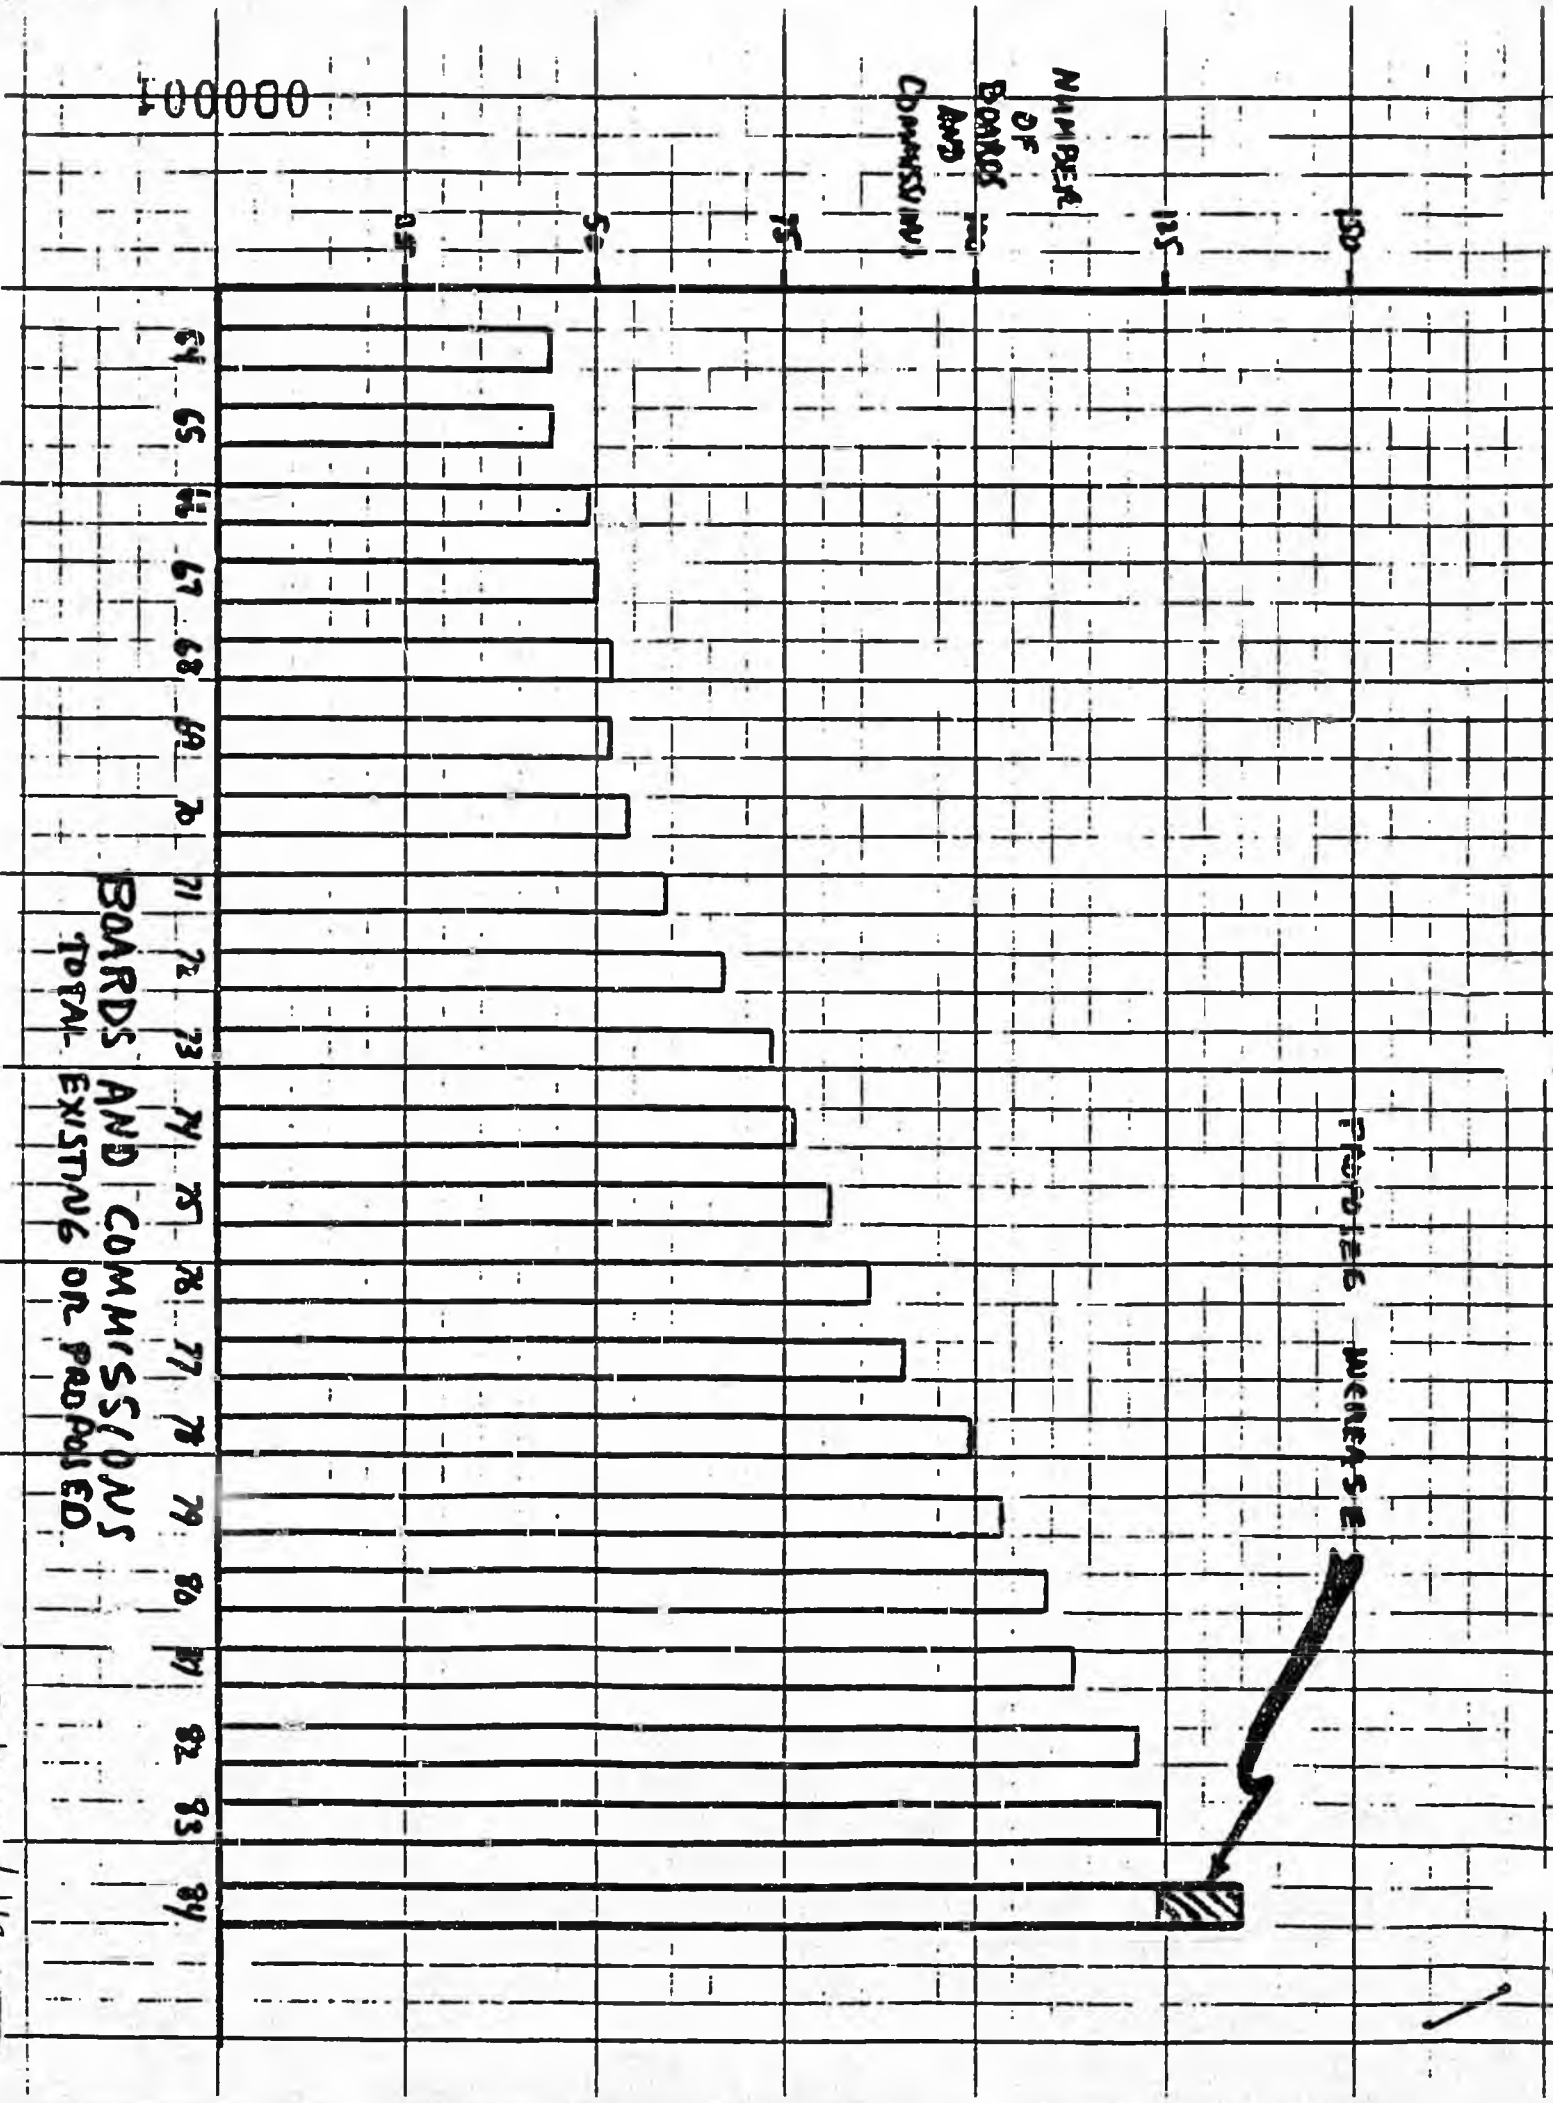 NUMBER
OF
BOARDS
AND
COMMISSIONS
150
125
100
75
50
25
INCREASE
64 65 66 67 68 69 70 71 72 73 74 75 76 77 78 79 80 81 82 83 84
BOARDS AND COMMISSIONS
TOTAL EXISTING OR PROPOSED